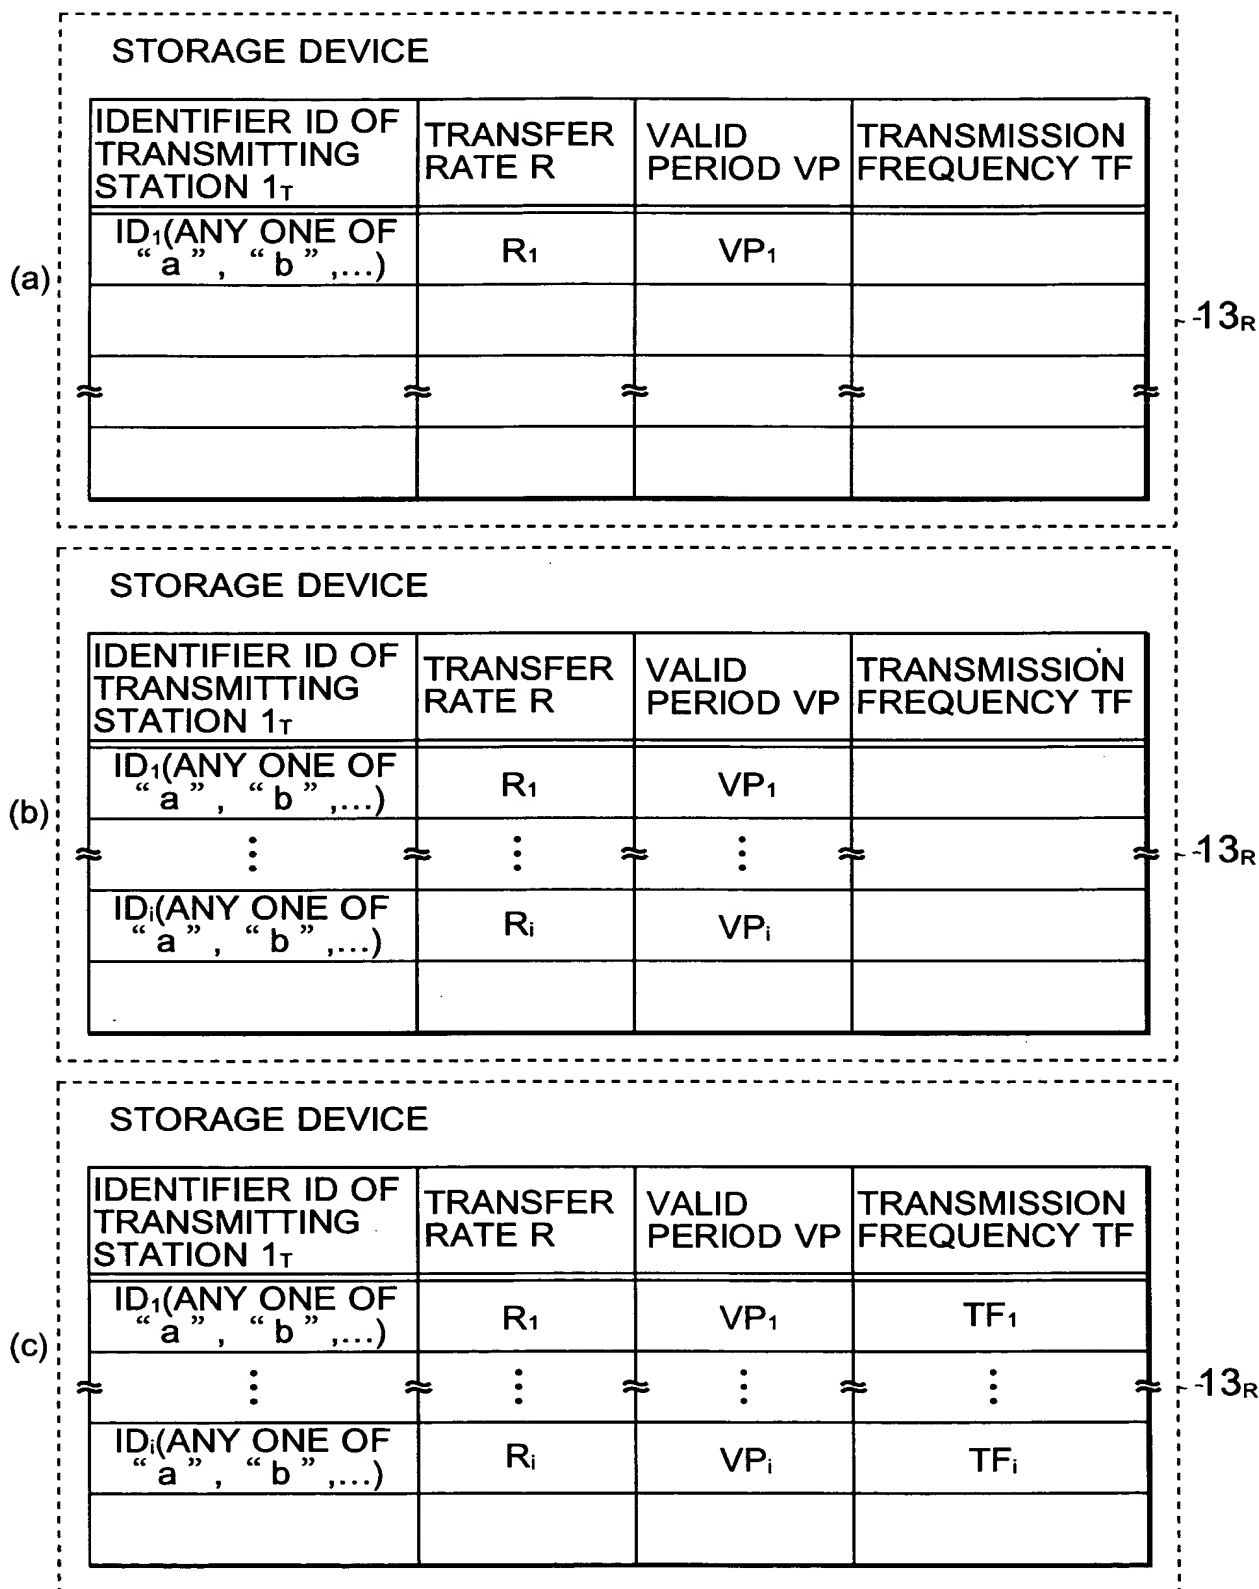 STORAGE DEVICE
IDENTIFIER ID OF
TRANSMITTING
STATION 1T
TRANSFER
RATE R
VALID
PERIOD VP
TRANSMISSION
FREQUENCY TF
ID1(ANY ONE OF
“a”, “b”,...)
R1
VP1
(a)
13R
STORAGE DEVICE
IDENTIFIER ID OF
TRANSMITTING
STATION 1T
TRANSFER
RATE R
VALID
PERIOD VP
TRANSMISSION
FREQUENCY TF
ID1(ANY ONE OF
“a”, “b”,...)
R1
VP1
(b)
13R
IDi(ANY ONE OF
“a”, “b”,...)
Ri
VPi
STORAGE DEVICE
IDENTIFIER ID OF
TRANSMITTING
STATION 1T
TRANSFER
RATE R
VALID
PERIOD VP
TRANSMISSION
FREQUENCY TF
ID1(ANY ONE OF
“a”, “b”,...)
R1
VP1
TF1
(c)
13R
IDi(ANY ONE OF
“a”, “b”,...)
Ri
VPi
TFi